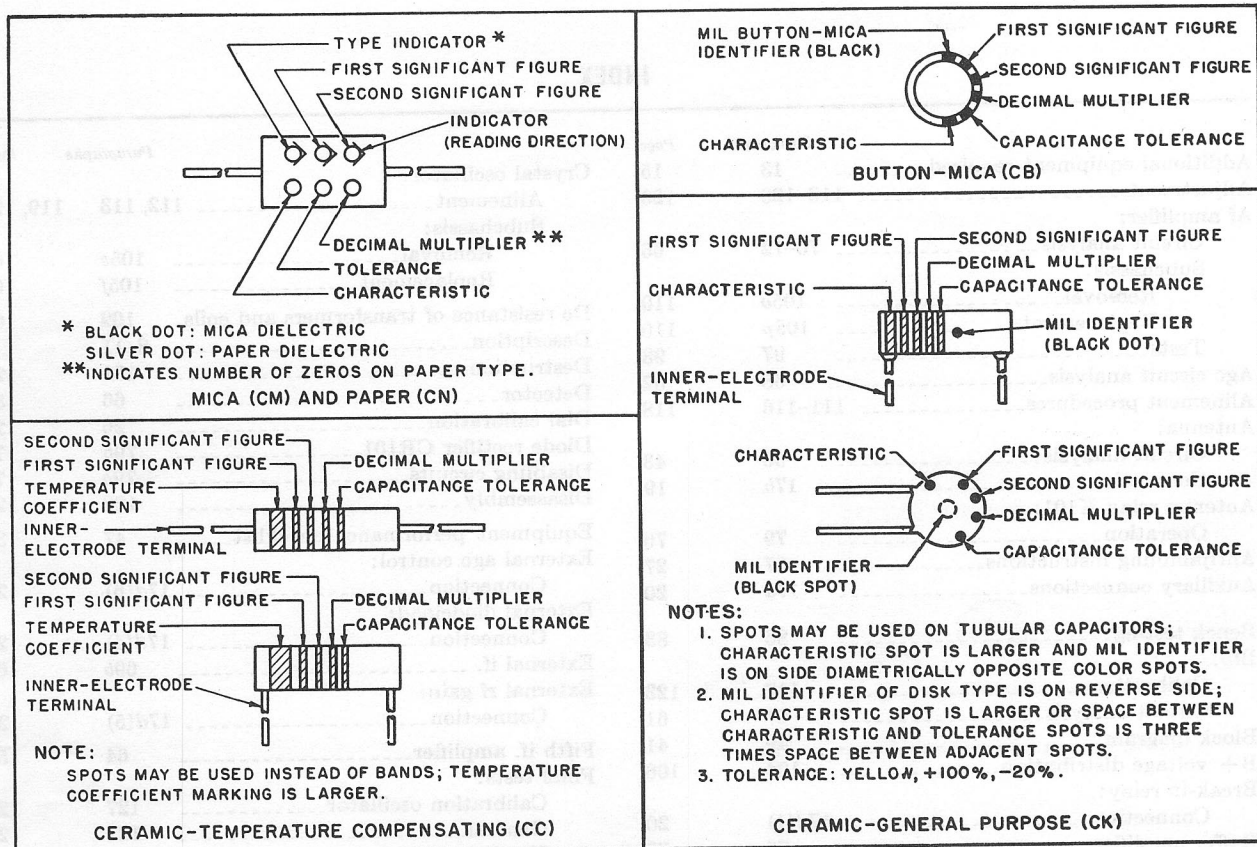 TYPE INDICATOR *
FIRST SIGNIFICANT FIGURE
SECOND SIGNIFICANT FIGURE
INDICATOR
(READING DIRECTION)
DECIMAL MULTIPLIER **
TOLERANCE
CHARACTERISTIC
* BLACK DOT: MICA DIELECTRIC
SILVER DOT: PAPER DIELECTRIC
**INDICATES NUMBER OF ZEROS ON PAPER TYPE.
MICA (CM) AND PAPER (CN)
MIL BUTTON-MICA
IDENTIFIER (BLACK)
FIRST SIGNIFICANT FIGURE
SECOND SIGNIFICANT FIGURE
DECIMAL MULTIPLIER
CAPACITANCE TOLERANCE
CHARACTERISTIC
BUTTON-MICA (CB)
SECOND SIGNIFICANT FIGURE
FIRST SIGNIFICANT FIGURE
TEMPERATURE
COEFFICIENT
INNER-
ELECTRODE TERMINAL
DECIMAL MULTIPLIER
CAPACITANCE TOLERANCE
SECOND SIGNIFICANT FIGURE
FIRST SIGNIFICANT FIGURE
TEMPERATURE
COEFFICIENT
INNER-ELECTRODE
TERMINAL
DECIMAL MULTIPLIER
CAPACITANCE TOLERANCE
NOTE:
SPOTS MAY BE USED INSTEAD OF BANDS; TEMPERATURE
COEFFICIENT MARKING IS LARGER.
CERAMIC-TEMPERATURE COMPENSATING (CC)
FIRST SIGNIFICANT FIGURE
SECOND SIGNIFICANT FIGURE
DECIMAL MULTIPLIER
CHARACTERISTIC
CAPACITANCE TOLERANCE
MIL IDENTIFIER
(BLACK DOT)
INNER-ELECTRODE
TERMINAL
CHARACTERISTIC
FIRST SIGNIFICANT FIGURE
SECOND SIGNIFICANT FIGURE
DECIMAL MULTIPLIER
CAPACITANCE TOLERANCE
MIL IDENTIFIER
(BLACK SPOT)
NOTES:
1. SPOTS MAY BE USED ON TUBULAR CAPACITORS;
CHARACTERISTIC SPOT IS LARGER AND MIL IDENTIFIER
IS ON SIDE DIAMETRICALLY OPPOSITE COLOR SPOTS.
2. MIL IDENTIFIER OF DISK TYPE IS ON REVERSE SIDE;
CHARACTERISTIC SPOT IS LARGER OR SPACE BETWEEN
CHARACTERISTIC AND TOLERANCE SPOTS IS THREE
TIMES SPACE BETWEEN ADJACENT SPOTS.
3. TOLERANCE: YELLOW, +100%, -20%.
CERAMIC-GENERAL PURPOSE (CK)